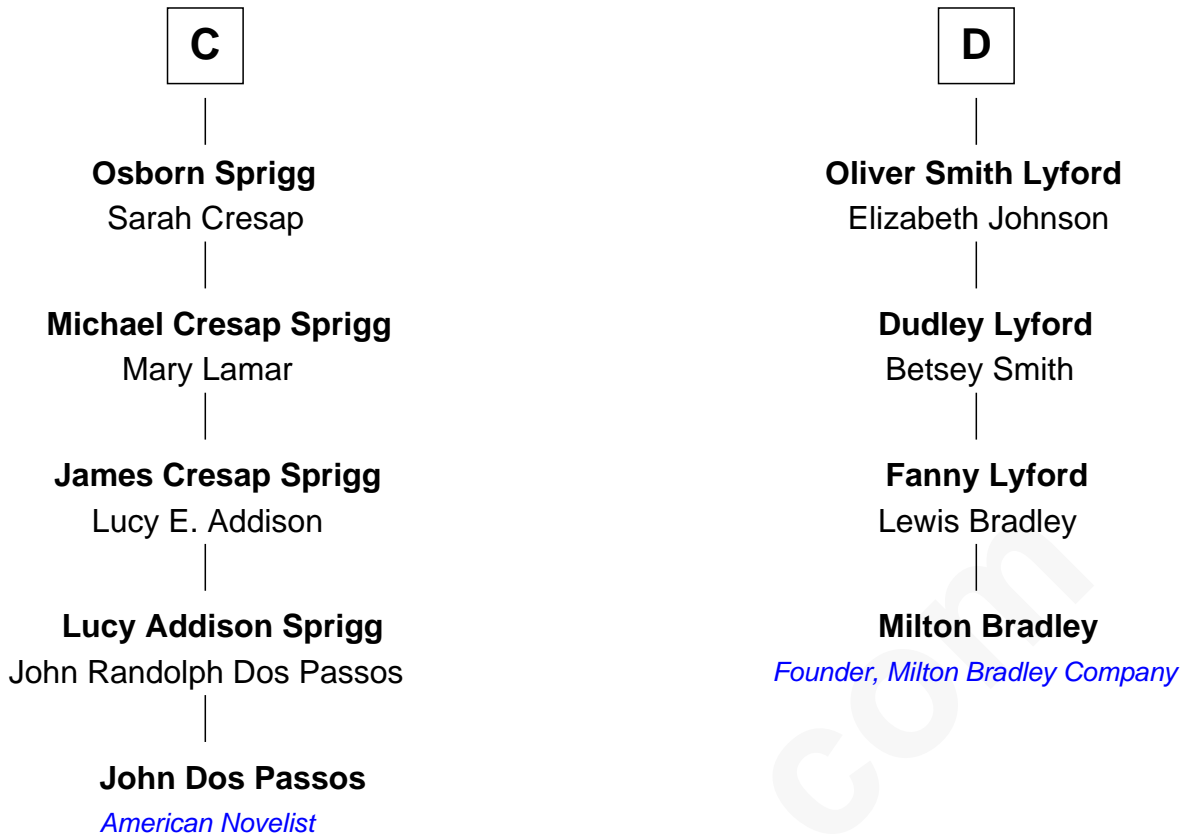 C
Osborn Sprigg
Sarah Cresap
Michael Cresap Sprigg
Mary Lamar
James Cresap Sprigg
Lucy E. Addison
Lucy Addison Sprigg
John Randolph Dos Passos
John Dos Passos
American Novelist
D
Oliver Smith Lyford
Elizabeth Johnson
Dudley Lyford
Betsey Smith
Fanny Lyford
Lewis Bradley
Milton Bradley
Founder, Milton Bradley Company
com